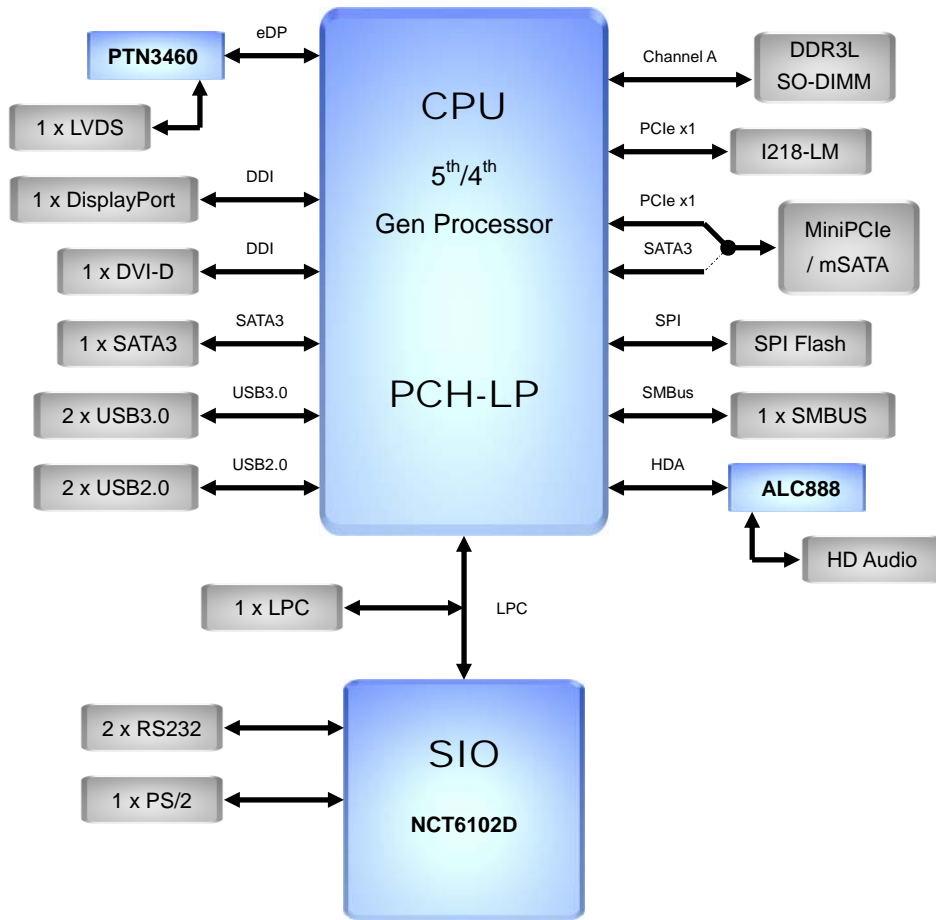 eDP
PTN3460
1 x LVDS
DDI
1 x DisplayPort
DDI
1 x DVI-D
SATA3
1 x SATA3
USB3.0
2 x USB3.0
USB2.0
2 x USB2.0
CPU
5th/4th
Gen Processor
PCH-LP
Channel A
DDR3L
SO-DIMM
PCIe x1
I218-LM
PCIe x1
SATA3
MiniPCIe
/ mSATA
SPI
SPI Flash
SMBus
1 x SMBUS
HDA
ALC888
HD Audio
1 x LPC
LPC
2 x RS232
1 x PS/2
SIO
NCT6102D